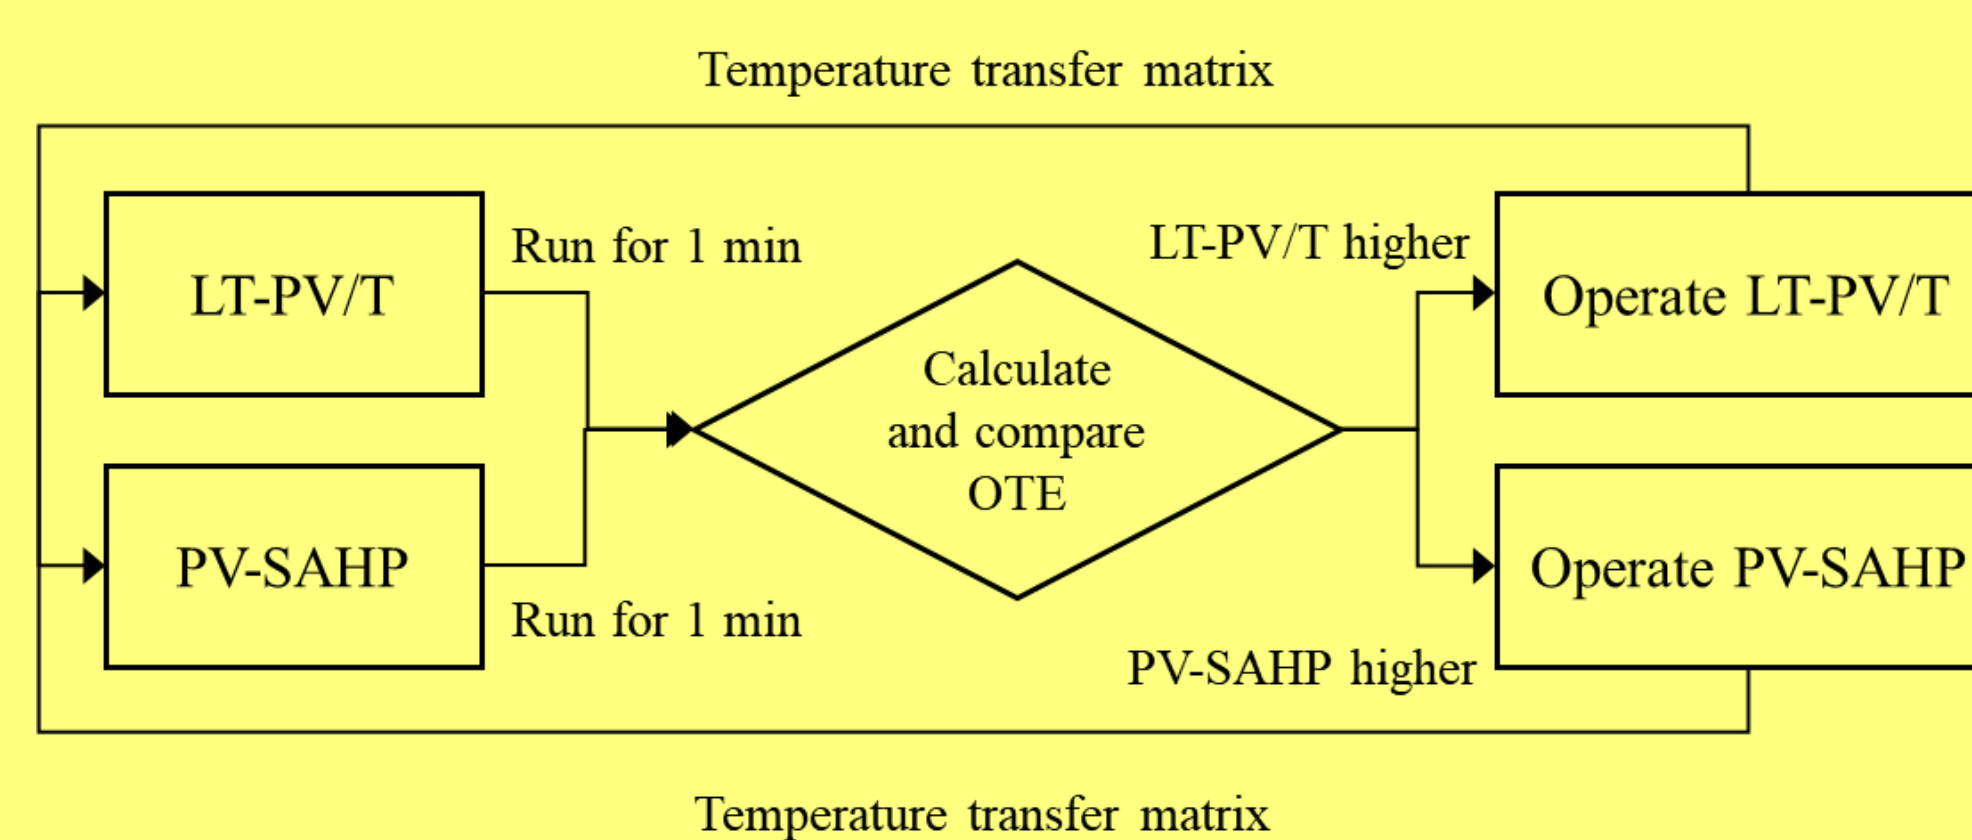 Temperature transfer matrix
LT-PV/T
Run for 1 min
LT-PV/T higher
Operate LT-PV/T
Calculate
and compare
OTE
PV-SAHP
Run for 1 min
PV-SAHP higher
Operate PV-SAHP
Temperature transfer matrix